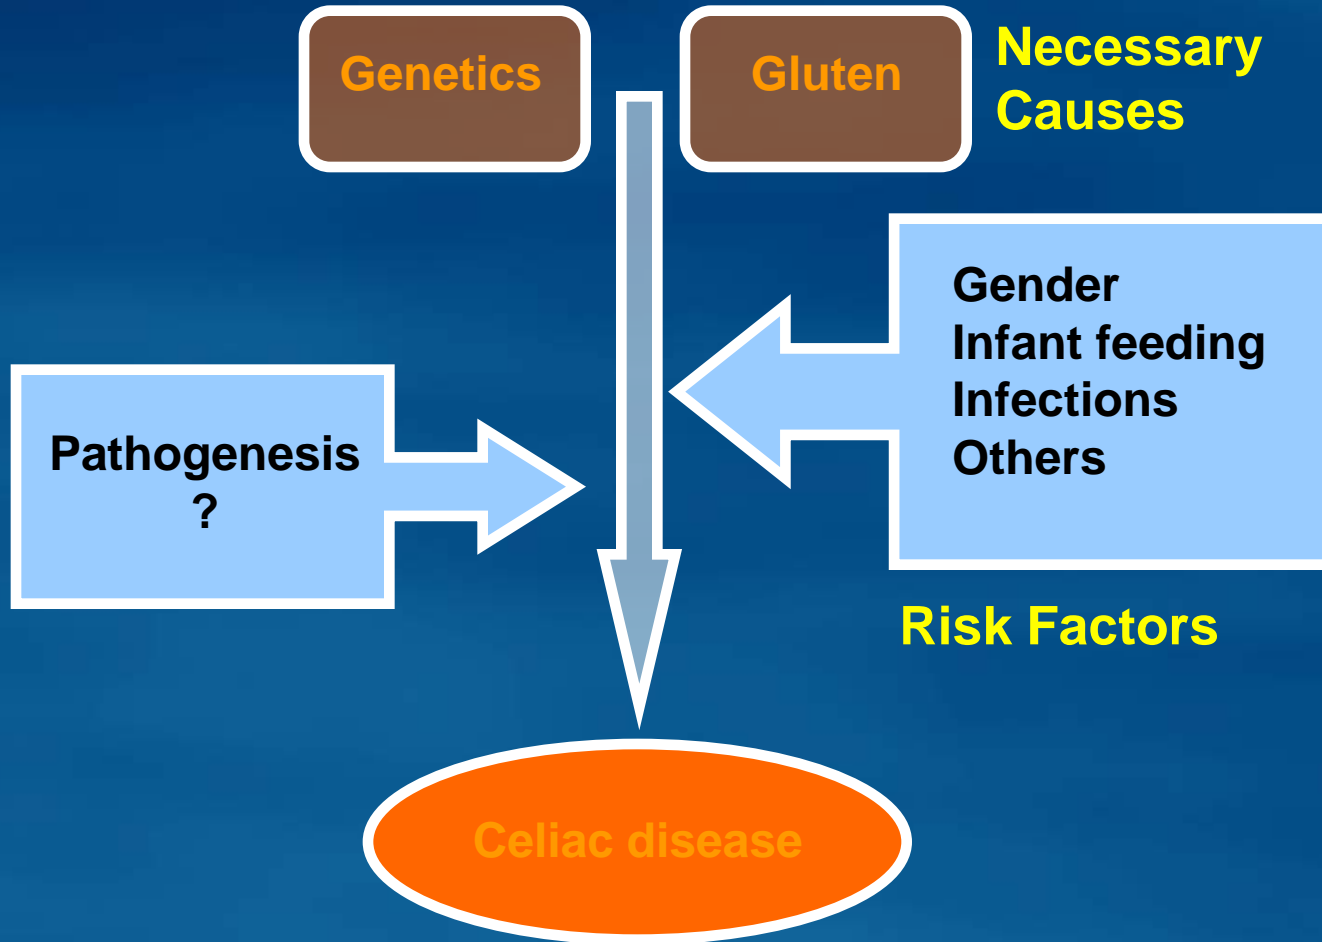 Genetics
Gluten
Necessary
Causes
Gender
Infant feeding
Infections
Others
Pathogenesis
?
Risk Factors
Celiac disease